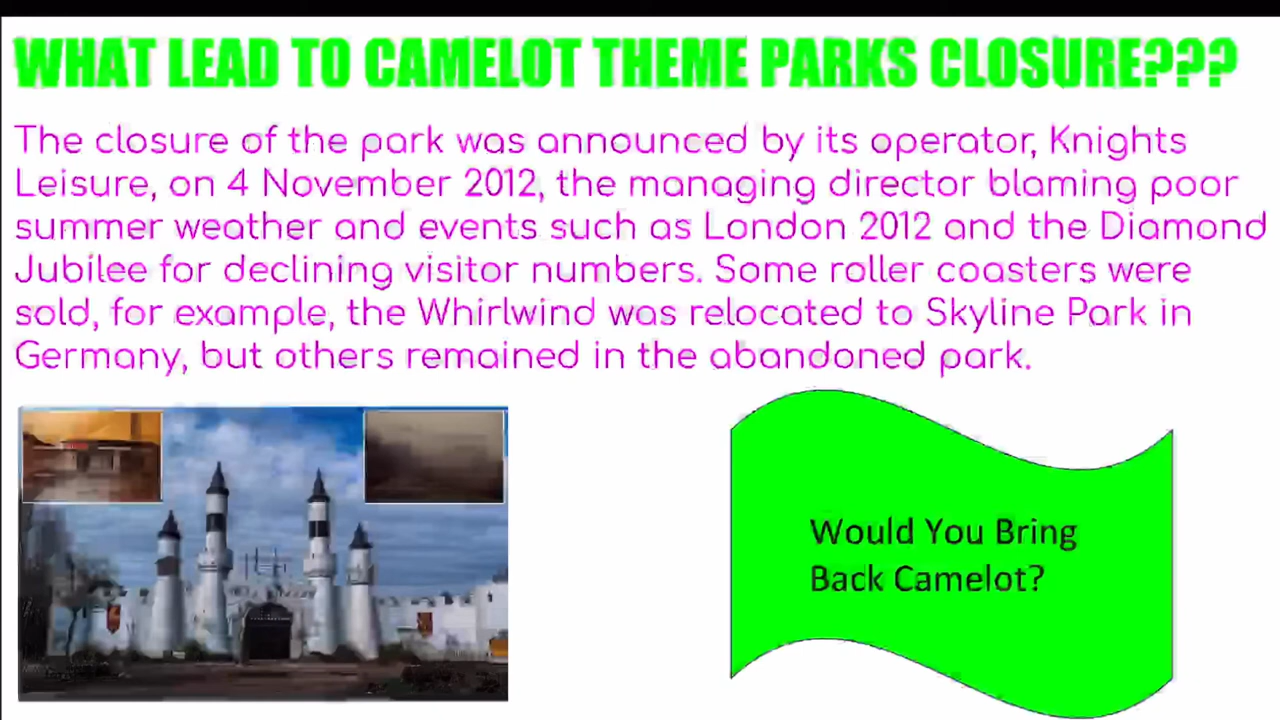 WHAT LEAD TO CAMELOT THEME PARKS CLOSURE???
The closure of the park was announced by its operator, Knights
Leisure, on 4 November 2012, the managing director blaming poor
summer weather and events such as London 2012 and the Diamond
Jubilee for declining visitor numbers. Some roller coasters were
sold, for example, the Whirlwind was relocated to Skyline Park in
Germany, but others remained in the abandoned park.
Would You Bring
Back Camelot?